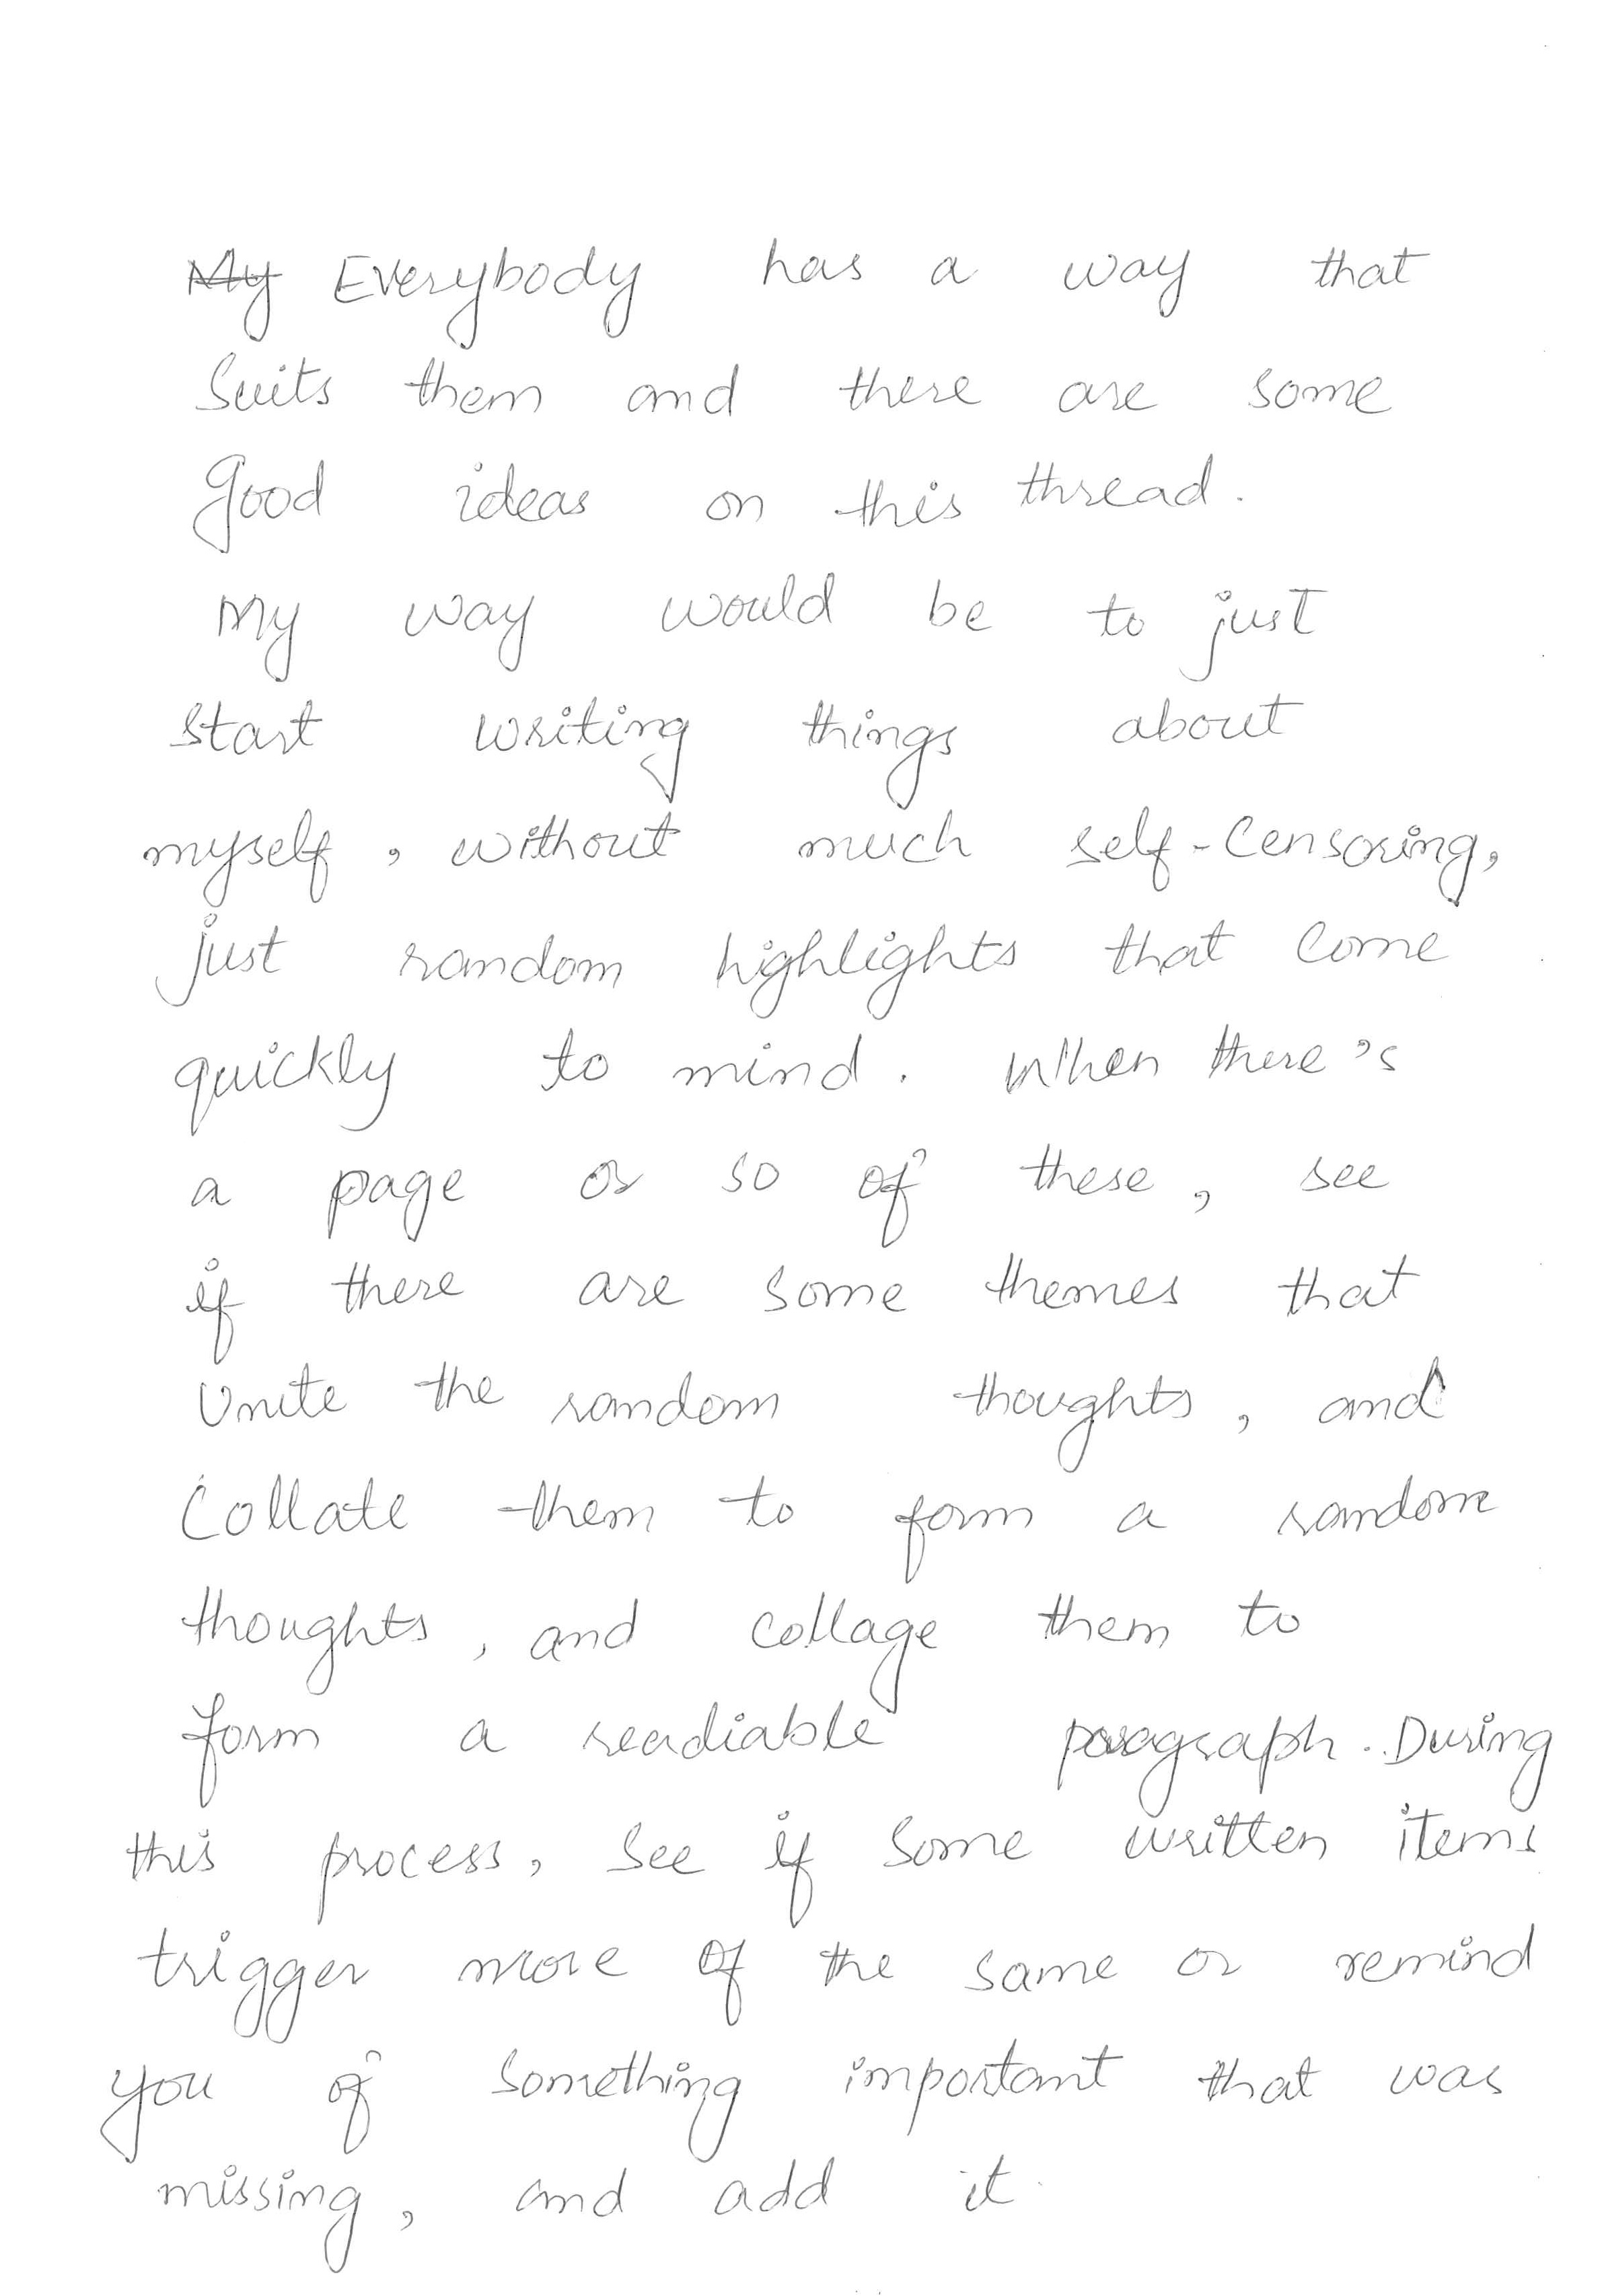 My Everybody has a way that
suits them and there are some
good ideas on this thread.
My way would be to just
start writing things about
myself, without much self-censoring,
just random highlights that come
quickly to mind. When there's
a page or so of these, see
if there are some themes that
Unite the random thoughts, and
Collate them to form a random
thoughts, and collage them to
form a readiable paragraph. During
this process, see if some written items
trigger more of the same or remind
you of something important that was
missing, and add it.